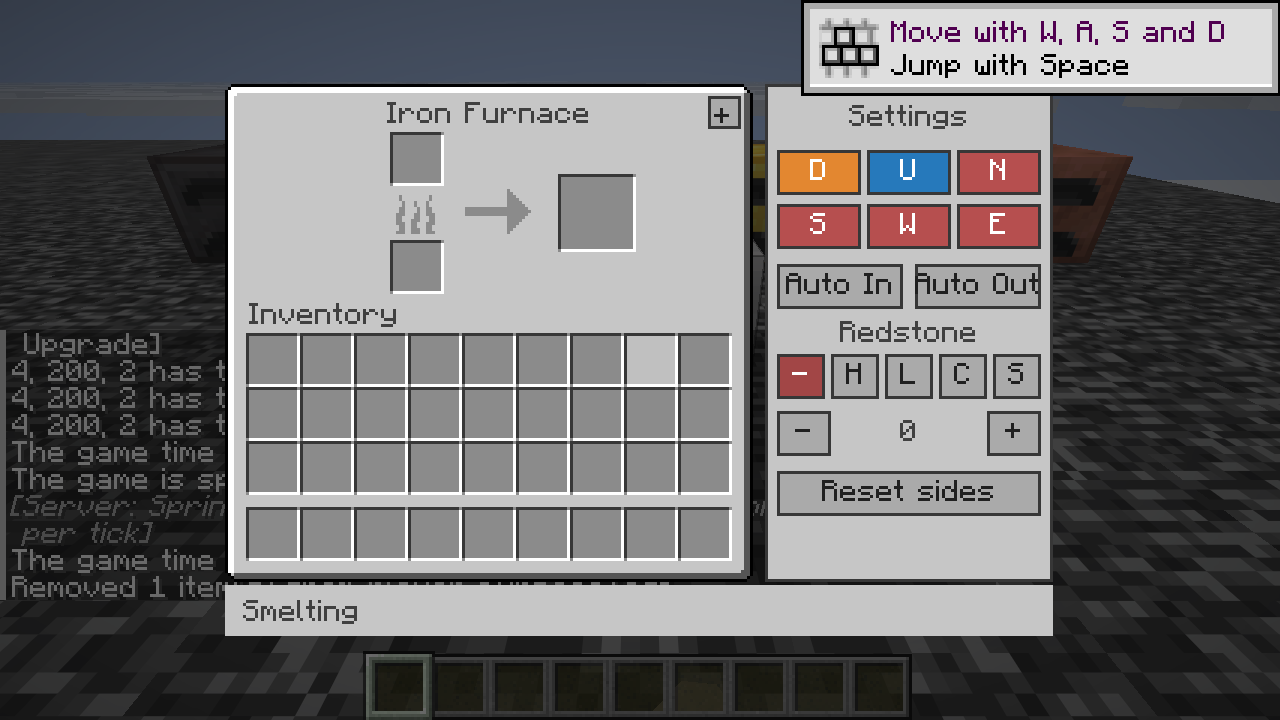 Move with W, A, S and D
Jump with Space
Iron Furnace
+
Settings
D U N
S W E
Auto In Auto Out
Redstone
- H L C S
- 0 +
Reset sides
Inventory
Upgrade]
4, 200, 2 has t
4, 200, 2 has t
4, 200, 2 has t
The game time
The game is sp
[Server: Sprin
per tick]
The game time
Removed 1 item
Smelting